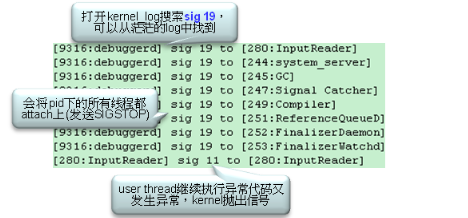 打开kernel_log搜索sig 19，
可以从茫茫的log中找到
[9316:debuggerd] sig 19 to [280:InputReader]
[9316:debuggerd] sig 19 to [244:system_server]
[9316:debuggerd] sig 19 to [245:GC]
[9316:debuggerd] sig 19 to [247:Signal Catcher]
会将pid下的所有线程都
attach上(发送SIGSTOP)
sig 19 to [249:Compiler]
sig 19 to [251:ReferenceQueueD]
[9316:debuggerd] sig 19 to [252:FinalizerDaemon]
[9316:debuggerd] sig 19 to [253:FinalizerWatchd]
[280:InputReader] sig 11 to [280:InputReader]
user thread继续执行异常代码又
发生异常，kernel抛出信号